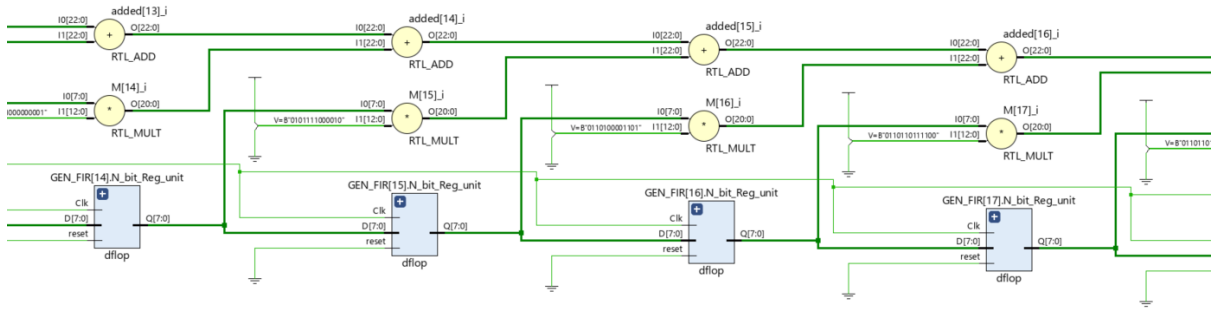 added[13]_i
I0[22:0]
I1[22:0]
O[22:0]
RTL_ADD
added[14]_i
I0[22:0]
I1[22:0]
O[22:0]
RTL_ADD
added[15]_i
I0[22:0]
I1[22:0]
O[22:0]
RTL_ADD
added[16]_i
I0[22:0]
I1[22:0]
O[22:0]
RTL_ADD
M[14]_i
I0[7:0]
0000000001"
I1[12:0]
O[20:0]
RTL_MULT
M[15]_i
I0[7:0]
V=B"0101111000010"
I1[12:0]
O[20:0]
RTL_MULT
M[16]_i
I0[7:0]
V=B"0110100001101"
I1[12:0]
O[20:0]
RTL_MULT
M[17]_i
I0[7:0]
V=B"0110110111100"
I1[12:0]
O[20:0]
RTL_MULT
V=B"0110110
GEN_FIR[14].N_bit_Reg_unit
Clk
D[7:0]
reset
Q[7:0]
dflop
GEN_FIR[15].N_bit_Reg_unit
Clk
D[7:0]
reset
Q[7:0]
dflop
GEN_FIR[16].N_bit_Reg_unit
Clk
D[7:0]
reset
Q[7:0]
dflop
GEN_FIR[17].N_bit_Reg_unit
Clk
D[7:0]
reset
Q[7:0]
dflop